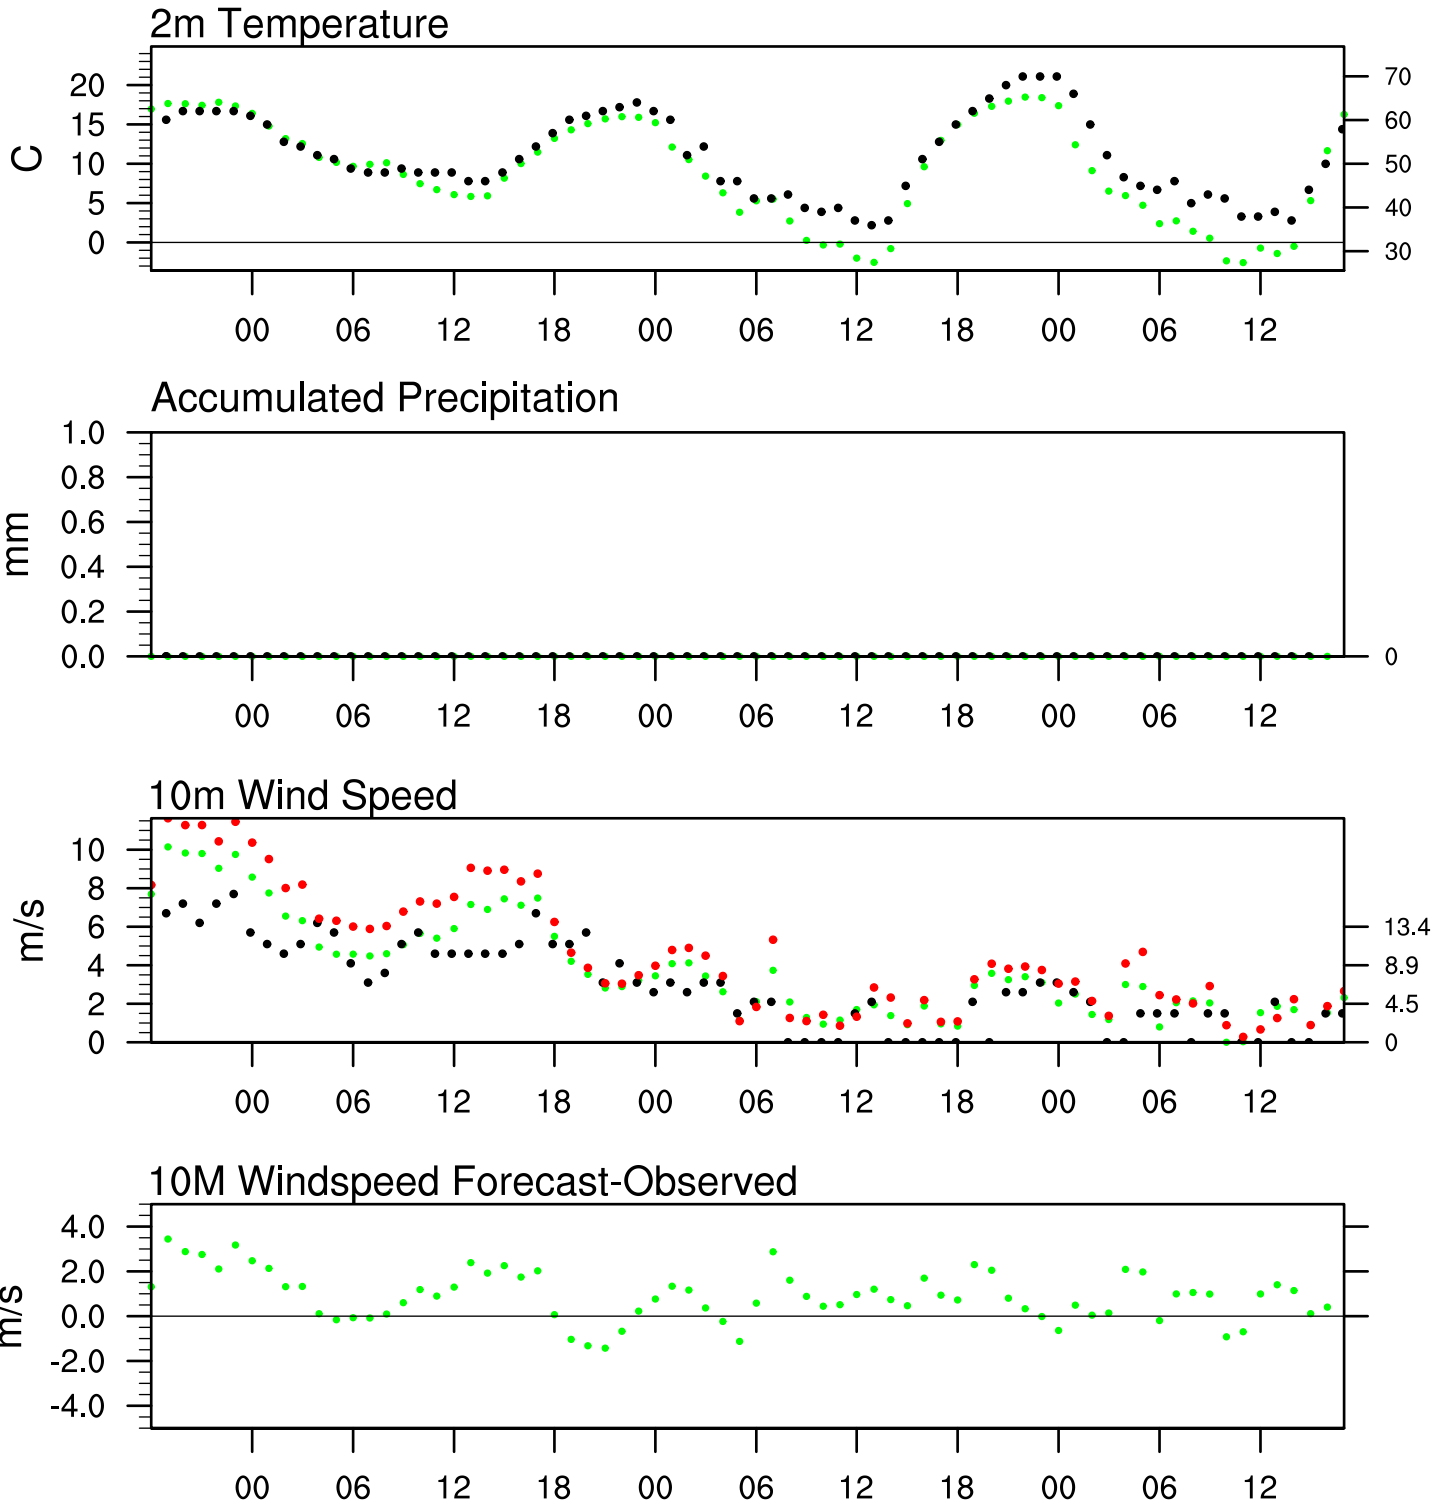 2m Temperature
C
20
15
10
5
0
70
60
50
40
30
00 06 12 18 00 06 12 18 00 06 12
Accumulated Precipitation
mm
1.0
0.8
0.6
0.4
0.2
0.0
0
00 06 12 18 00 06 12 18 00 06 12
10m Wind Speed
m/s
10
8
6
4
2
0
13.4
8.9
4.5
0
00 06 12 18 00 06 12 18 00 06 12
10M Windspeed Forecast-Observed
m/s
4.0
2.0
0.0
-2.0
-4.0
00 06 12 18 00 06 12 18 00 06 12